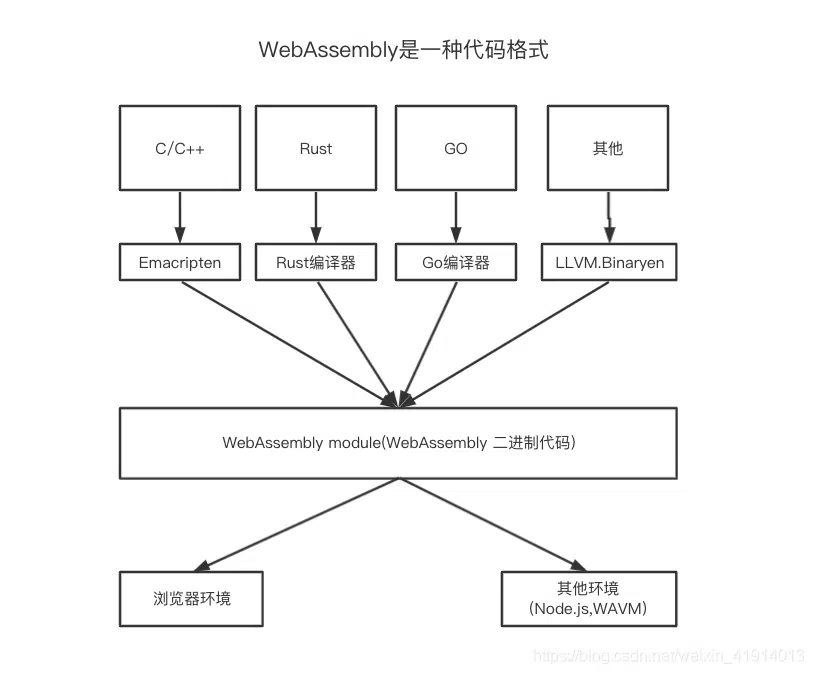 WebAssembly是一种代码格式
C/C++
Rust
GO
其他
Emacripten
Rust编译器
Go编译器
LLVM.Binaryen
WebAssembly module(WebAssembly 二进制代码)
浏览器环境
其他环境
(Node.js,WAVM)
https://blog.csdn.net/weixin_41914013